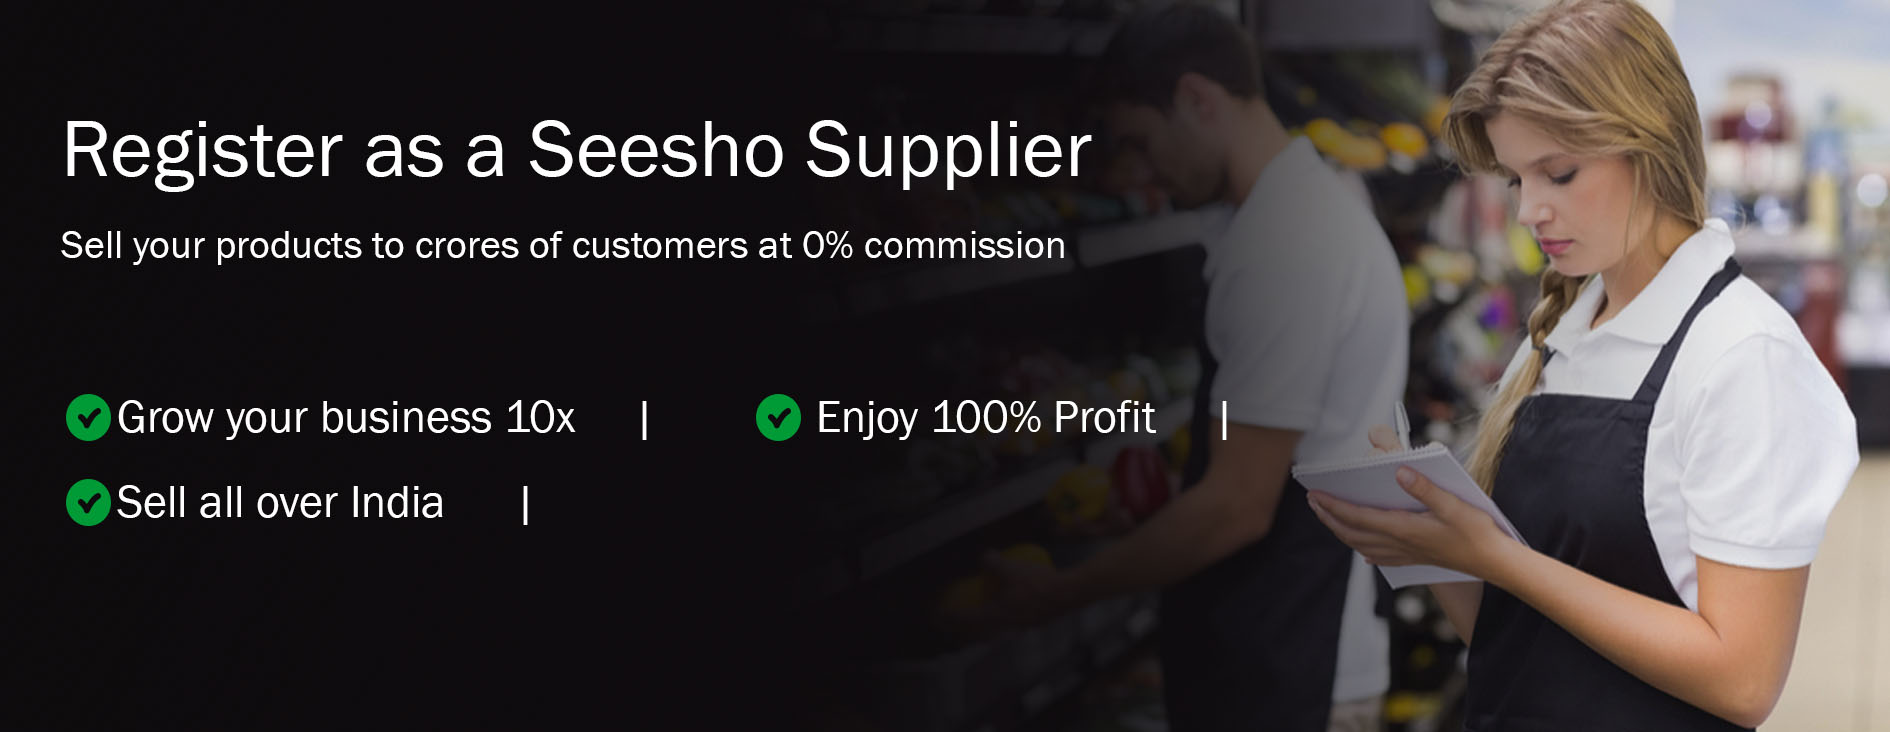 Register as a Seesho Supplier
Sell your products to crores of customers at 0% commission
Grow your business 10x | Enjoy 100% Profit |
Sell all over India |